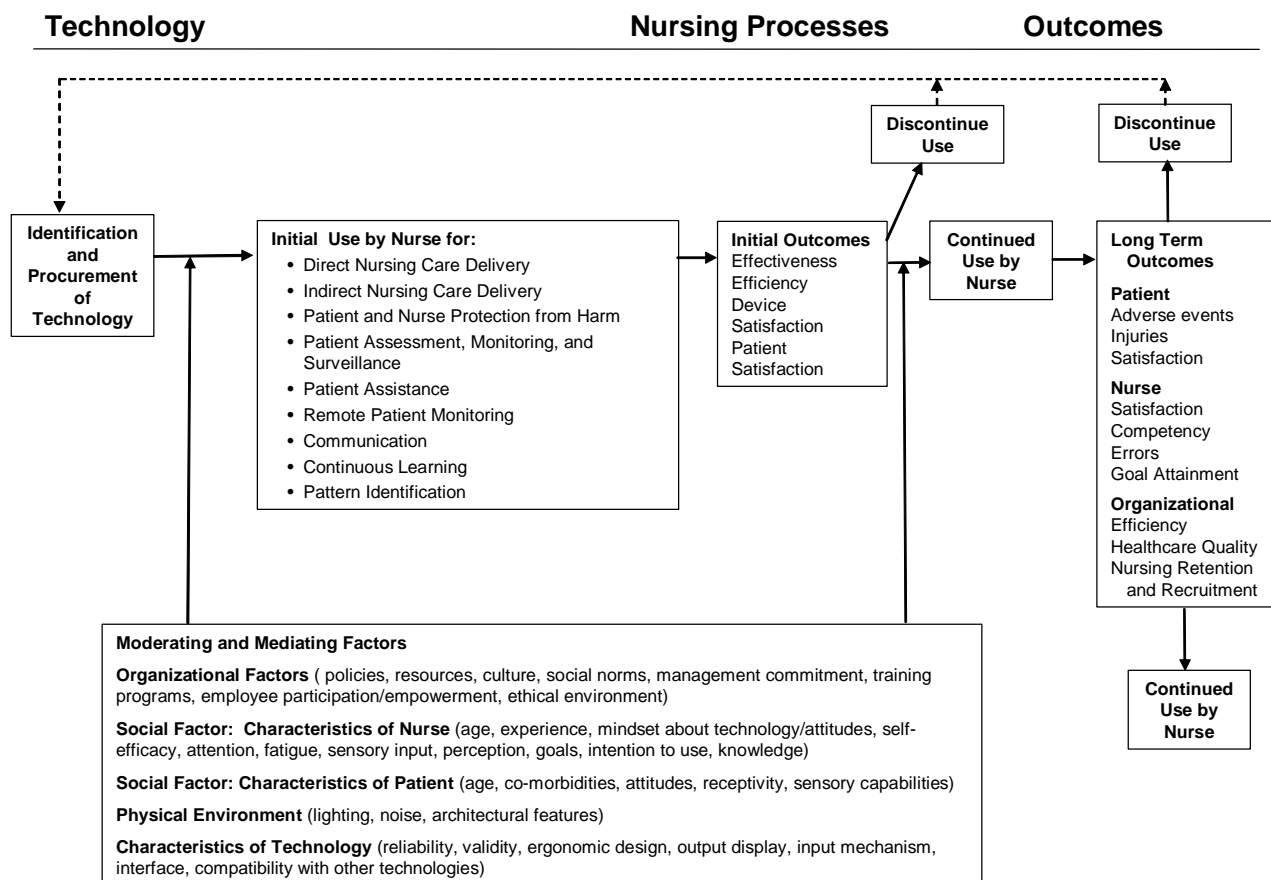 Technology
Nursing Processes
Outcomes
Discontinue
Use
Discontinue
Use
Identification
and
Procurement
of
Technology
Initial Use by Nurse for:
• Direct Nursing Care Delivery
• Indirect Nursing Care Delivery
• Patient and Nurse Protection from Harm
• Patient Assessment, Monitoring, and
Surveillance
• Patient Assistance
• Remote Patient Monitoring
• Communication
• Continuous Learning
• Pattern Identification
Initial Outcomes
Effectiveness
Efficiency
Device
Satisfaction
Patient
Satisfaction
Continued
Use by
Nurse
Long Term
Outcomes
Patient
Adverse events
Injuries
Satisfaction
Nurse
Satisfaction
Competency
Errors
Goal Attainment
Organizational
Efficiency
Healthcare Quality
Nursing Retention
and Recruitment
Continued
Use by
Nurse
Moderating and Mediating Factors
Organizational Factors ( policies, resources, culture, social norms, management commitment, training
programs, employee participation/empowerment, ethical environment)
Social Factor: Characteristics of Nurse (age, experience, mindset about technology/attitudes, self-
efficacy, attention, fatigue, sensory input, perception, goals, intention to use, knowledge)
Social Factor: Characteristics of Patient (age, co-morbidities, attitudes, receptivity, sensory capabilities)
Physical Environment (lighting, noise, architectural features)
Characteristics of Technology (reliability, validity, ergonomic design, output display, input mechanism,
interface, compatibility with other technologies)